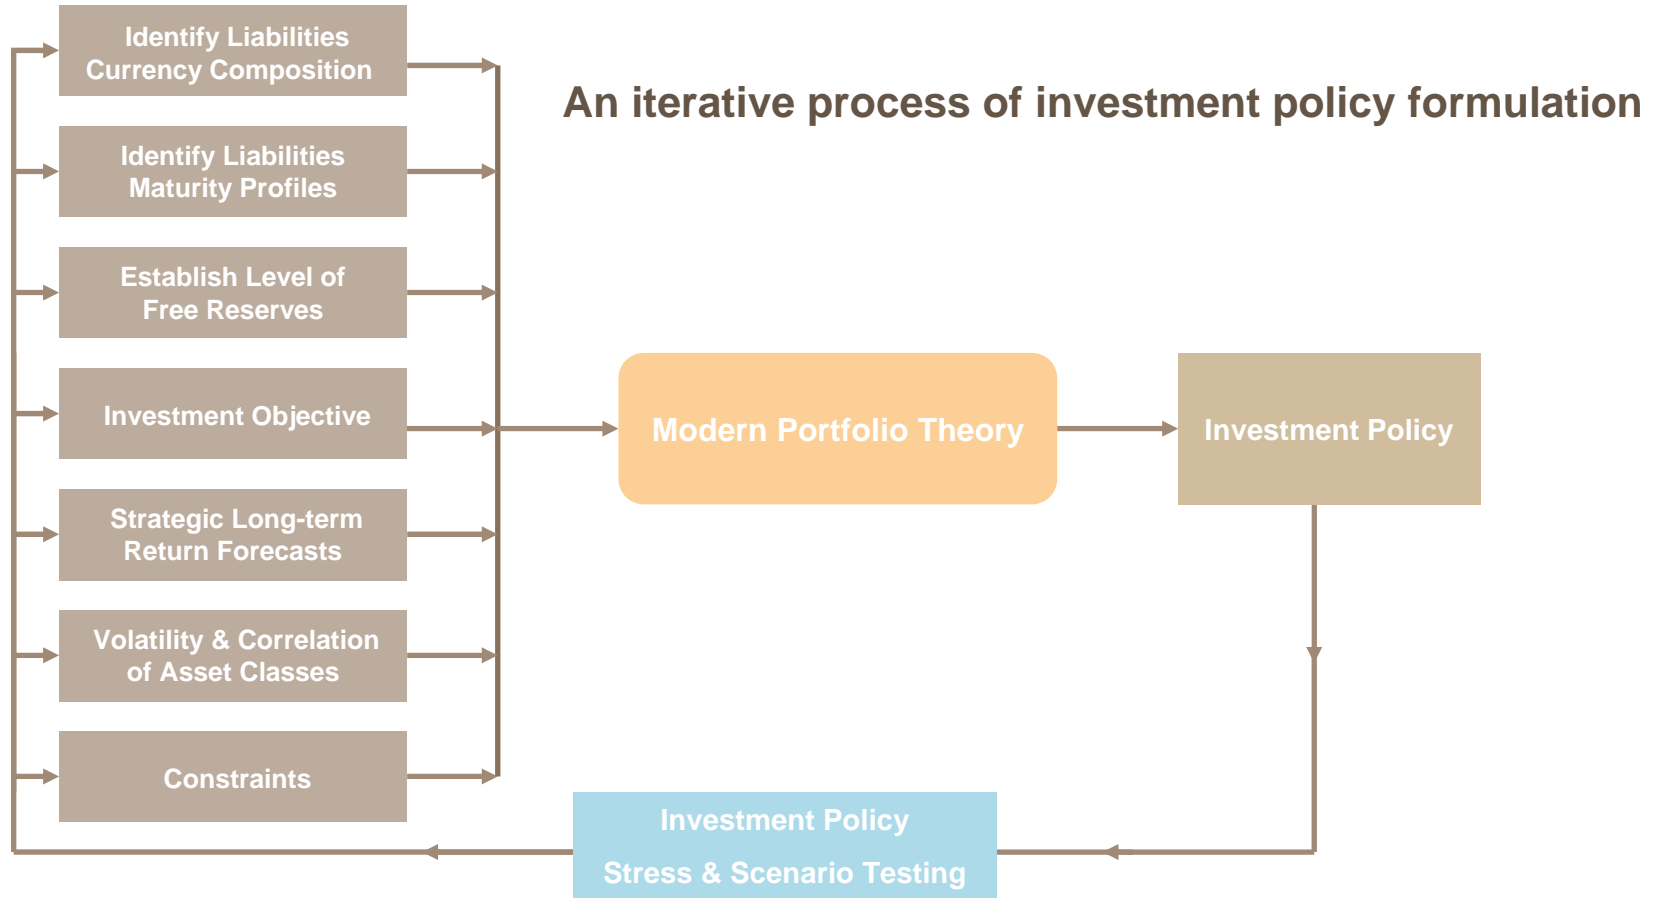 An iterative process of investment policy formulation
Identify Liabilities
Currency Composition
Identify Liabilities
Maturity Profiles
Establish Level of
Free Reserves
Investment Objective
Strategic Long-term
Return Forecasts
Volatility & Correlation
of Asset Classes
Constraints
Modern Portfolio Theory
Investment Policy
Investment Policy
Stress & Scenario Testing